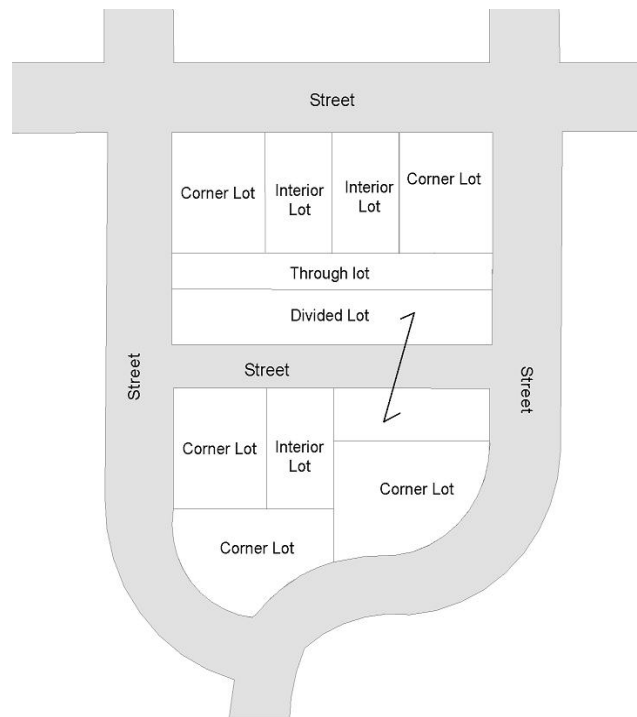 Street
Corner Lot
Interior
Lot
Interior
Lot
Corner Lot
Through lot
Divided Lot
Street
Street
Street
Corner Lot
Interior
Lot
Corner Lot
Corner Lot